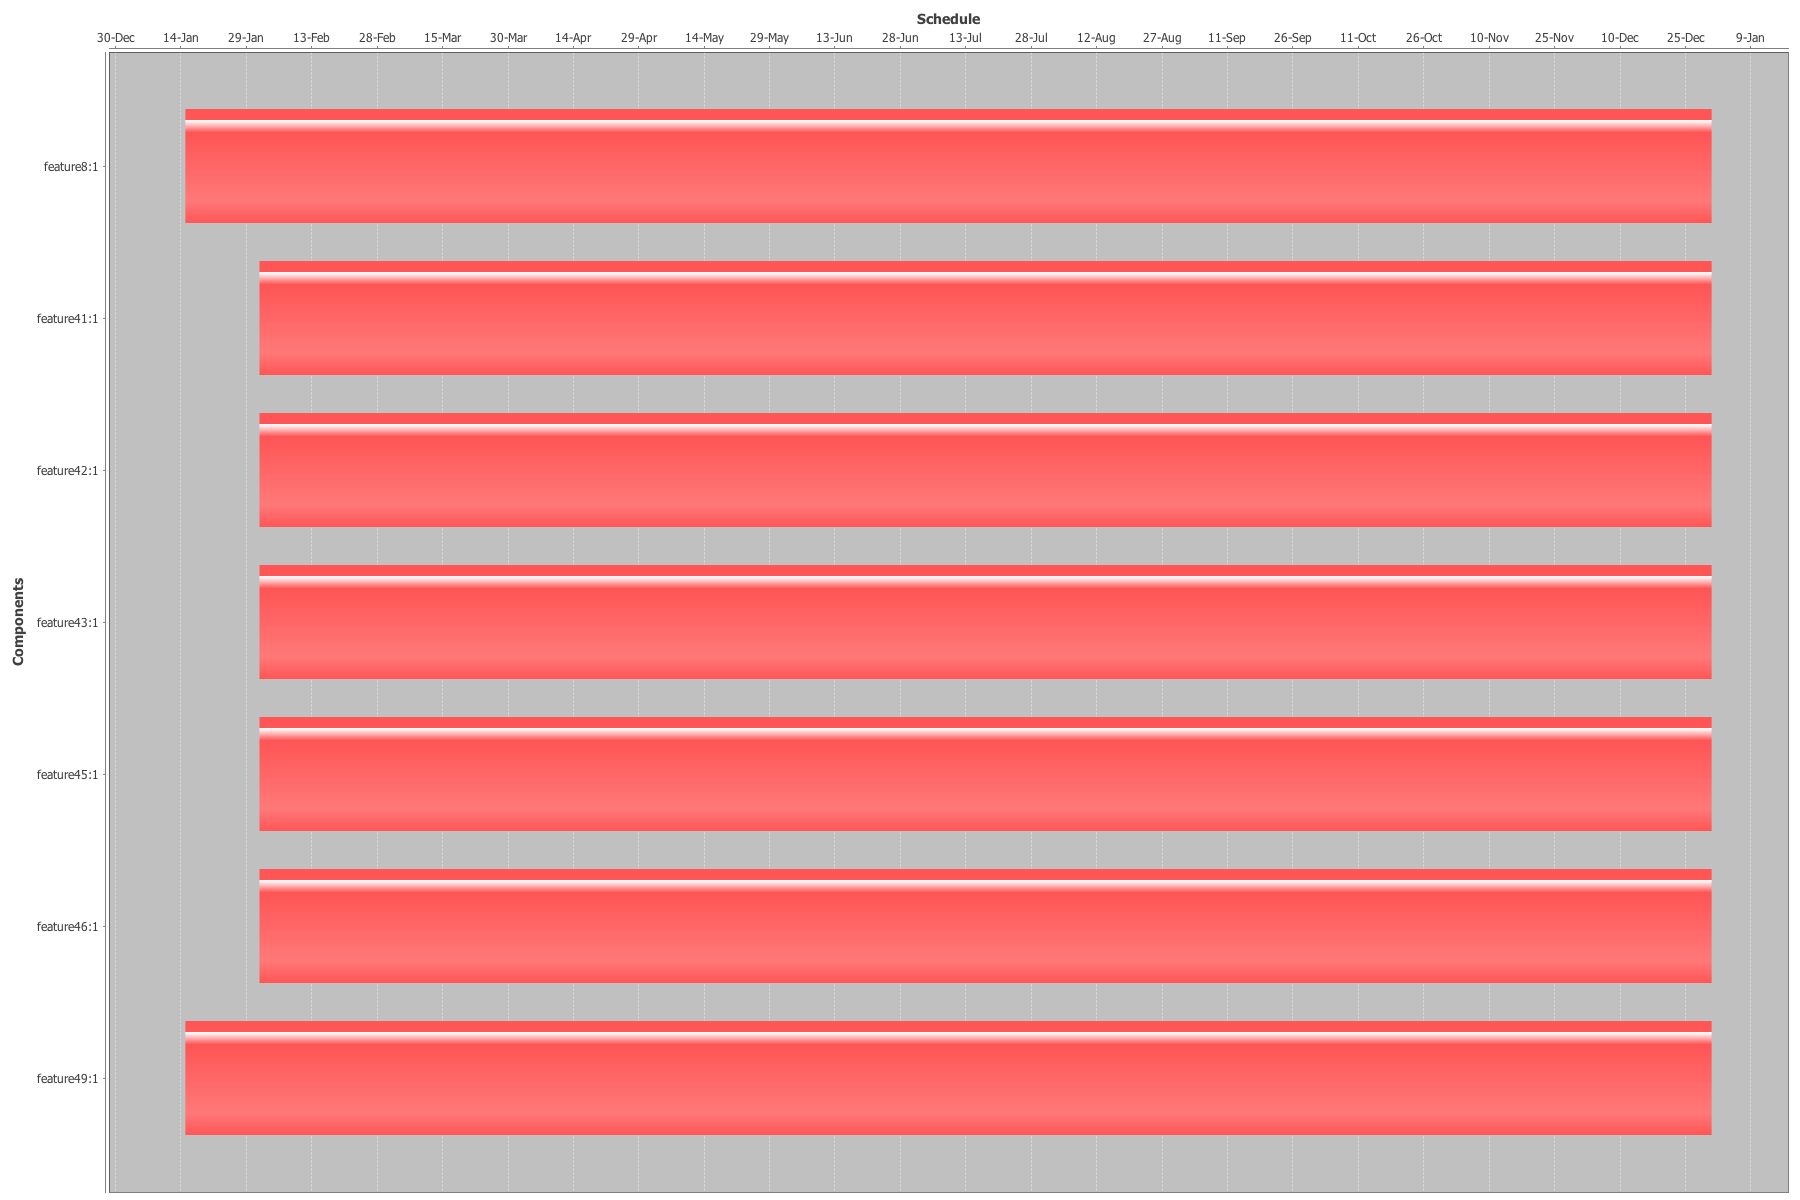 Schedule
30-Dec 14-Jan 29-Jan 13-Feb 28-Feb 15-Mar 30-Mar 14-Apr 29-Apr 14-May 29-May 13-Jun 28-Jun 13-Jul 28-Jul 12-Aug 27-Aug 11-Sep 26-Sep 11-Oct 26-Oct 10-Nov 25-Nov 10-Dec 25-Dec 9-Jan
Components
feature8:1
feature41:1
feature42:1
feature43:1
feature45:1
feature46:1
feature49:1